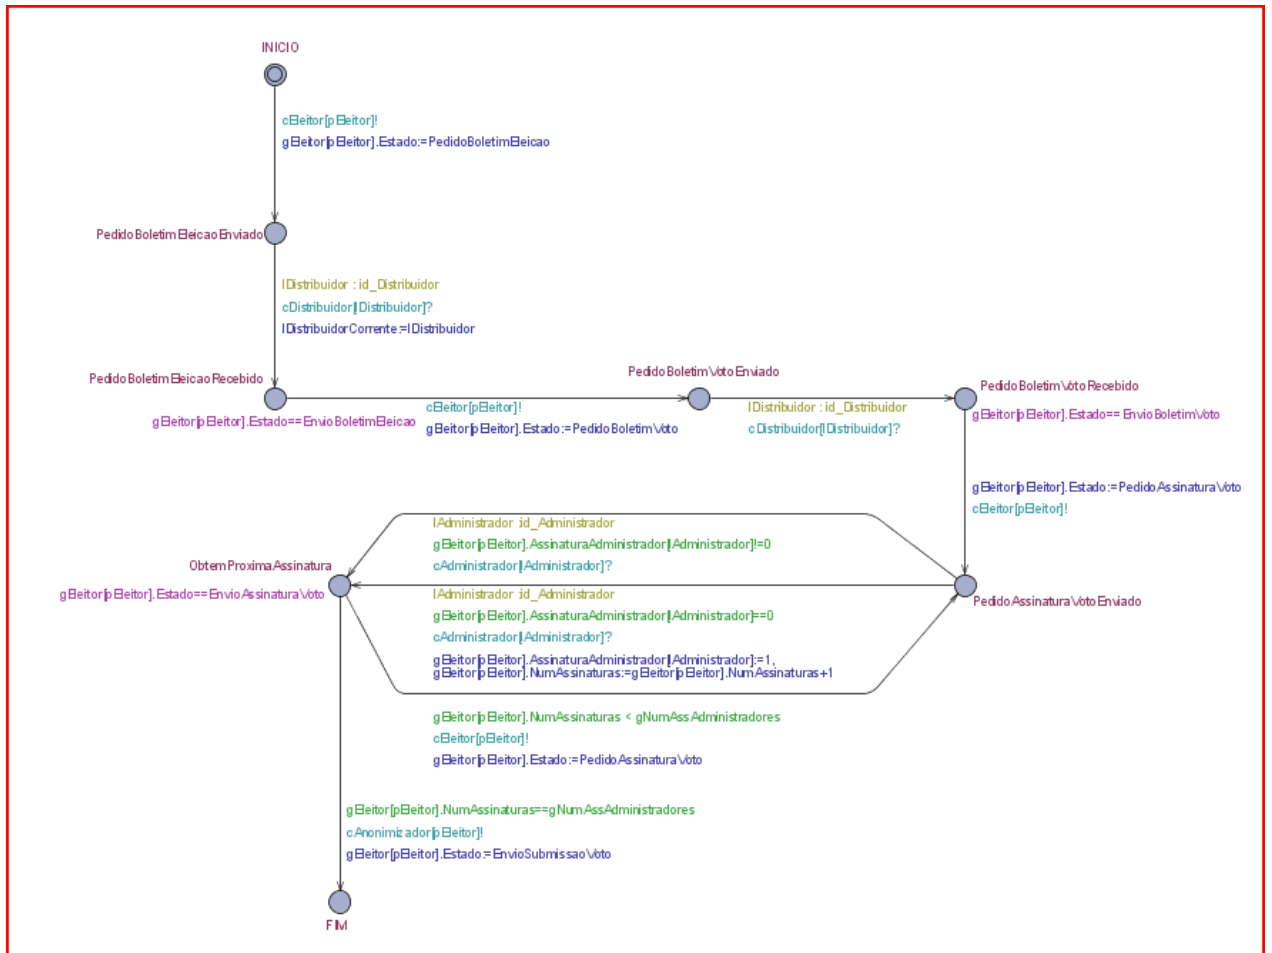 INICIO
cEleitor[pEleitor]!
gEleitor[pEleitor].Estado:=PedidoBoletimEleicao
PedidoBoletimEleicaoEnviado
lDistribuidor : id_Distribuidor
cDistribuidor[lDistribuidor]?
lDistribuidorCorrente:=lDistribuidor
PedidoBoletimEleicaoRecebido
gEleitor[pEleitor].Estado==EnvioBoletimEleicao
PedidoBoletimVotoEnviado
cEleitor[pEleitor]!
gEleitor[pEleitor].Estado:=PedidoBoletimVoto
lDistribuidor : id_Distribuidor
cDistribuidor[lDistribuidor]?
PedidoBoletimVotoRecebido
gEleitor[pEleitor].Estado== EnvioBoletimVoto
gEleitor[pEleitor].Estado:=PedidoAssinaturaVoto
cEleitor[pEleitor]!
lAdministrador :id_Administrador
gEleitor[pEleitor].AssinaturaAdministrador[lAdministrador]!=0
cAdministrador[lAdministrador]?
ObtemProximaAssinatura
gEleitor[pEleitor].Estado==EnvioAssinaturaVoto
lAdministrador :id_Administrador
gEleitor[pEleitor].AssinaturaAdministrador[lAdministrador]==0
cAdministrador[lAdministrador]?
gEleitor[pEleitor].AssinaturaAdministrador[lAdministrador]:=1,
gEleitor[pEleitor].NumAssinaturas:=gEleitor[pEleitor].NumAssinaturas+1
PedidoAssinaturaVotoEnviado
gEleitor[pEleitor].NumAssinaturas < gNumAssAdministradores
cEleitor[pEleitor]!
gEleitor[pEleitor].Estado:=PedidoAssinaturaVoto
gEleitor[pEleitor].NumAssinaturas==gNumAssAdministradores
cAnonimizador[pEleitor]!
gEleitor[pEleitor].Estado:=EnvioSubmissaoVoto
FIM